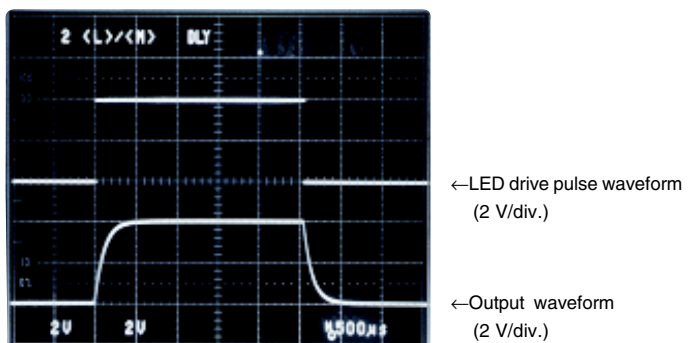 2 <L>/<M> DLY
←LED drive pulse waveform
(2 V/div.)
←Output waveform
(2 V/div.)
2V 2V 500µs